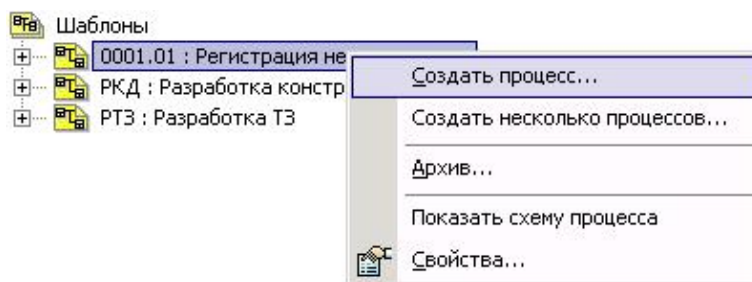 Шаблоны
0001.01 : Регистрация не
РКД : Разработка констр
РТЗ : Разработка ТЗ
Создать процесс...
Создать несколько процессов...
Архив...
Показать схему процесса
Свойства...